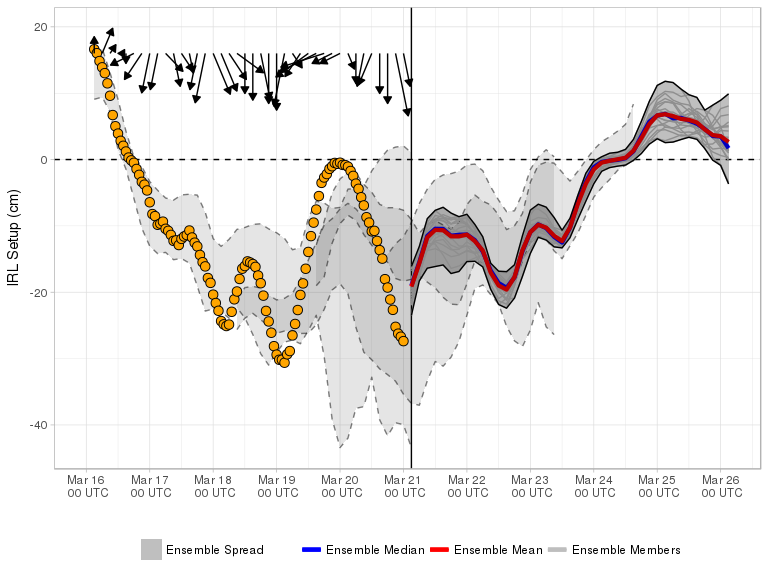 20
0
-20
-40
IRL Setup (cm)
Mar 16 Mar 17 Mar 18 Mar 19 Mar 20 Mar 21 Mar 22 Mar 23 Mar 24 Mar 25 Mar 26
00 UTC 00 UTC 00 UTC 00 UTC 00 UTC 00 UTC 00 UTC 00 UTC 00 UTC 00 UTC 00 UTC
Ensemble Spread Ensemble Median Ensemble Mean Ensemble Members